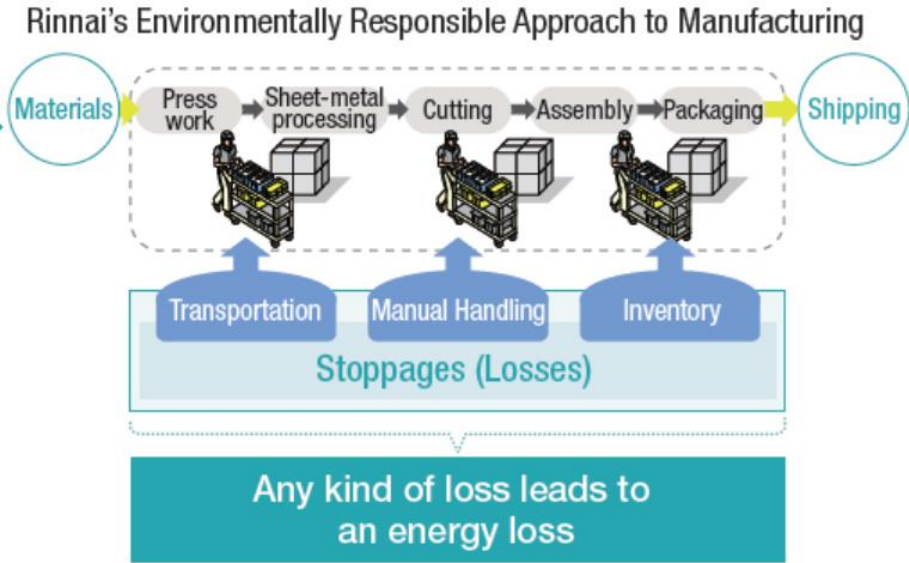 Rinnai’s Environmentally Responsible Approach to Manufacturing
Materials
Press
work
Sheet-metal
processing
Cutting
Assembly
Packaging
Shipping
Transportation
Manual Handling
Inventory
Stoppages (Losses)
Any kind of loss leads to
an energy loss